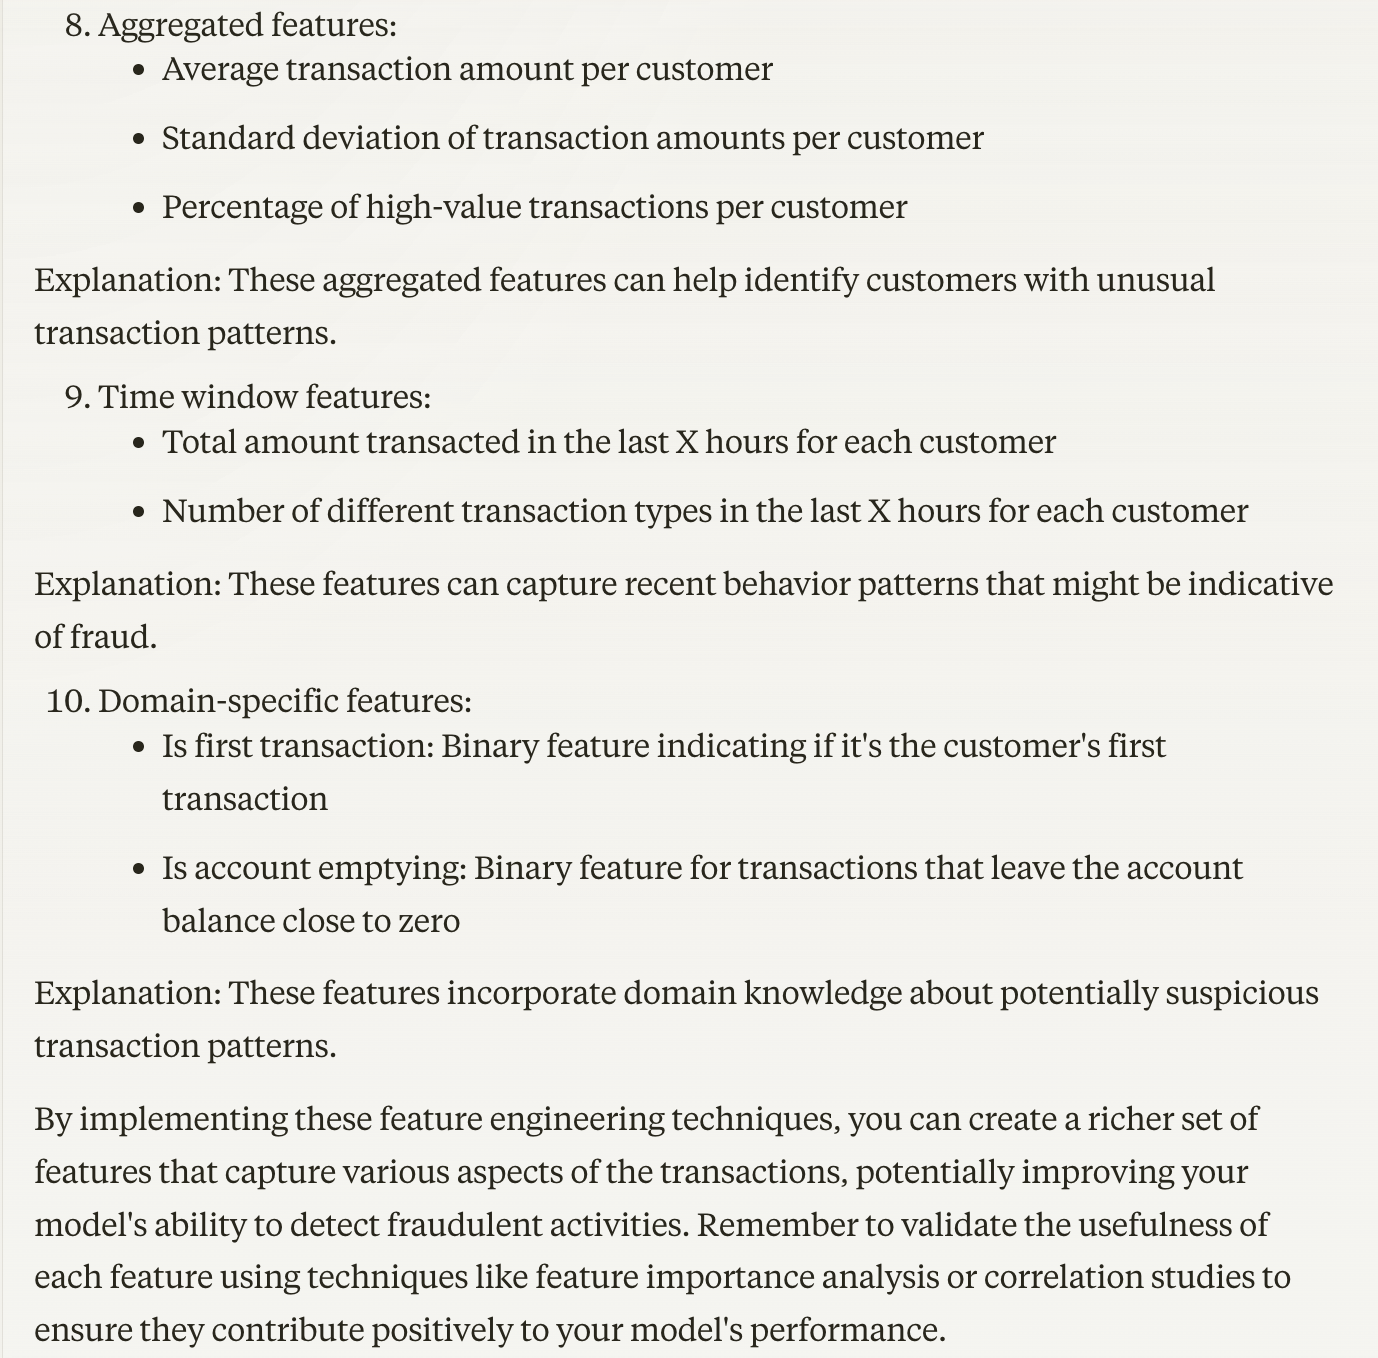 8. Aggregated features:
• Average transaction amount per customer
• Standard deviation of transaction amounts per customer
• Percentage of high-value transactions per customer
Explanation: These aggregated features can help identify customers with unusual
transaction patterns.
9. Time window features:
• Total amount transacted in the last X hours for each customer
• Number of different transaction types in the last X hours for each customer
Explanation: These features can capture recent behavior patterns that might be indicative
of fraud.
10. Domain-specific features:
• Is first transaction: Binary feature indicating if it's the customer's first
transaction
• Is account emptying: Binary feature for transactions that leave the account
balance close to zero
Explanation: These features incorporate domain knowledge about potentially suspicious
transaction patterns.
By implementing these feature engineering techniques, you can create a richer set of
features that capture various aspects of the transactions, potentially improving your
model's ability to detect fraudulent activities. Remember to validate the usefulness of
each feature using techniques like feature importance analysis or correlation studies to
ensure they contribute positively to your model's performance.